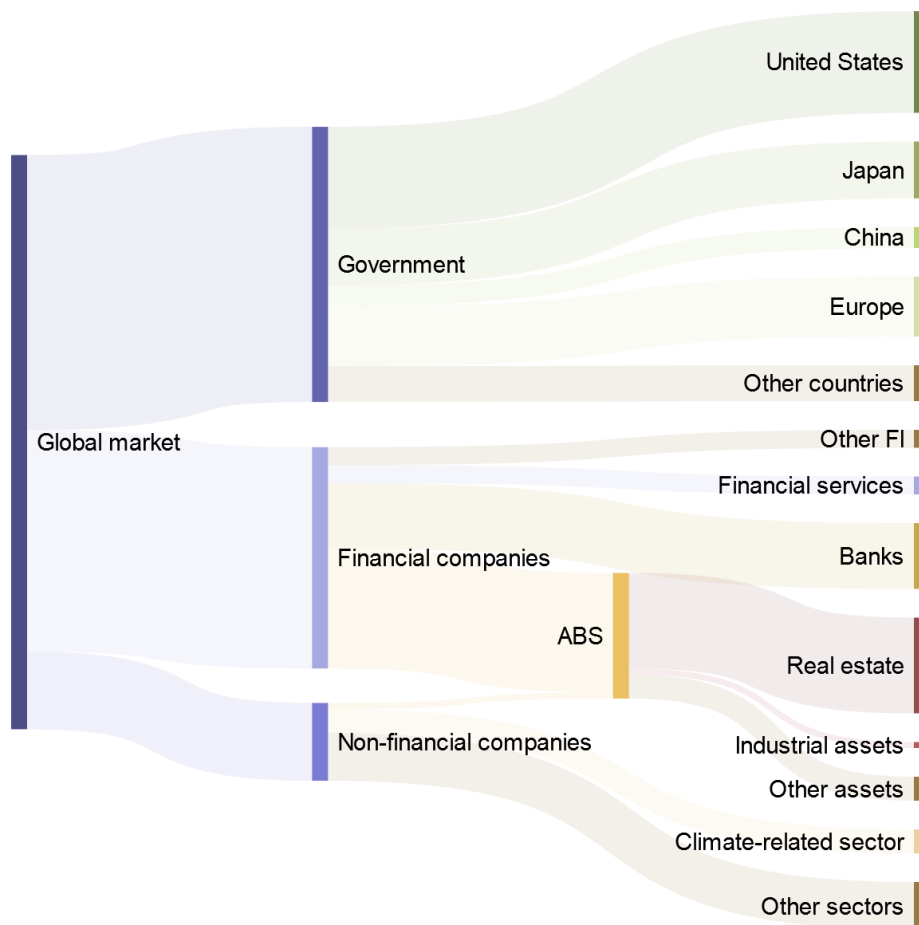 United States
Japan
China
Government
Europe
Other countries
Global market
Other FI
Financial services
Financial companies
Banks
ABS
Real estate
Non-financial companies
Industrial assets
Other assets
Climate-related sector
Other sectors